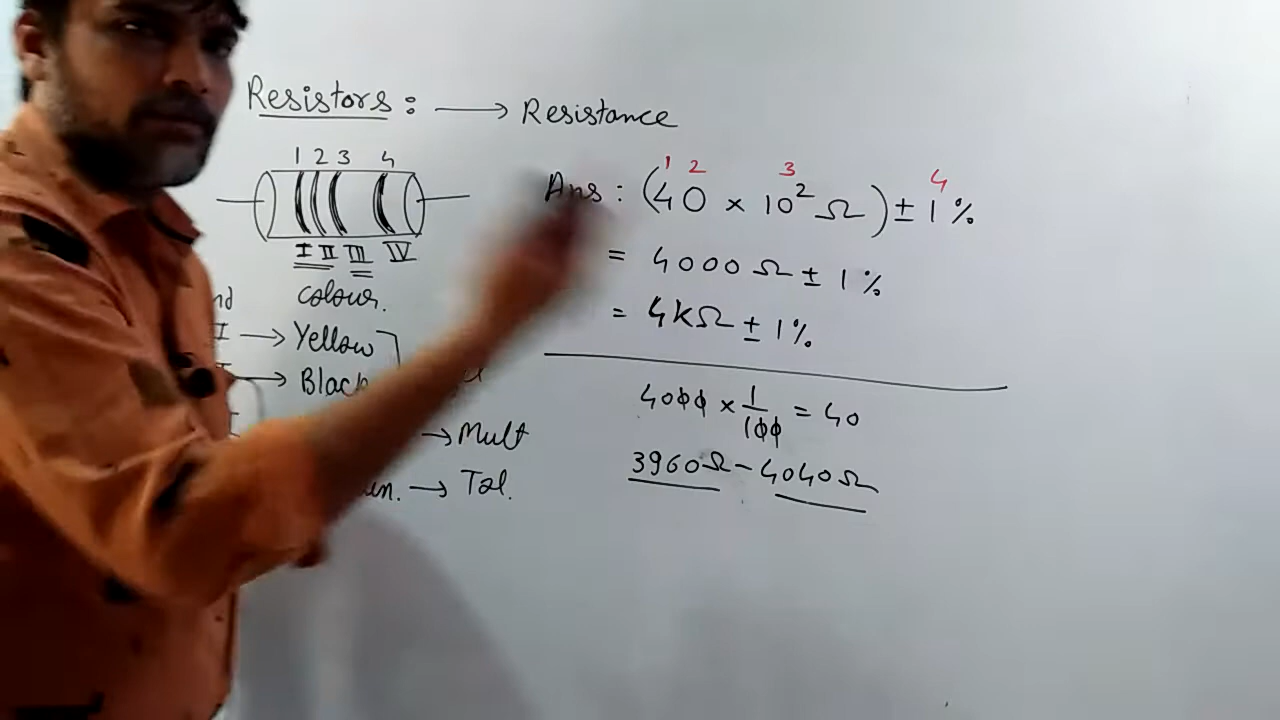 Resistors: → Resistance
1 2 3 4
I II III IV
colour.
I → Yellow
→ Black
→ Mult
→ Tol.
1 2 3 4
Ans: (40 × 10² Ω) ± 1%
= 4000 Ω ± 1%
= 4KΩ ± 1%
4000 × 1/100 = 40
3960Ω - 4040Ω